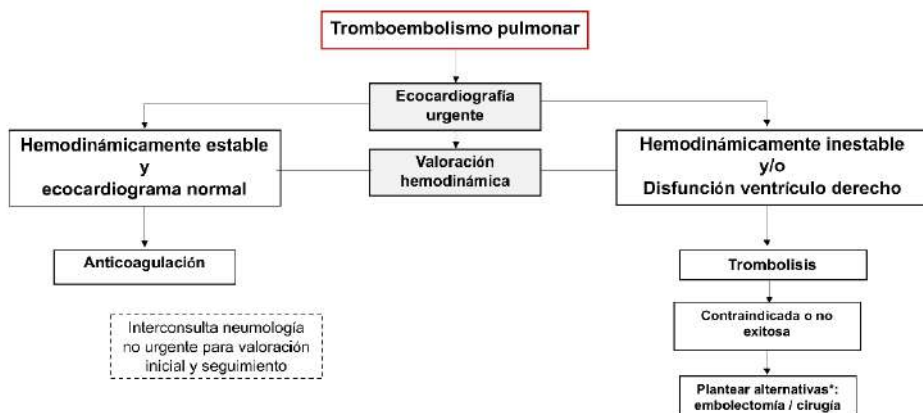 Tromboembolismo pulmonar
Ecocardiografía
urgente
Hemodinámicamente estable
y
ecocardiograma normal
Valoración
hemodinámica
Hemodinámicamente inestable
y/o
Disfunción ventrículo derecho
Anticoagulación
Trombolisis
Interconsulta neumología
no urgente para valoración
inicial y seguimiento
Contraindicada o no
exitosa
Plantear alternativas*:
embolectomía / cirugía